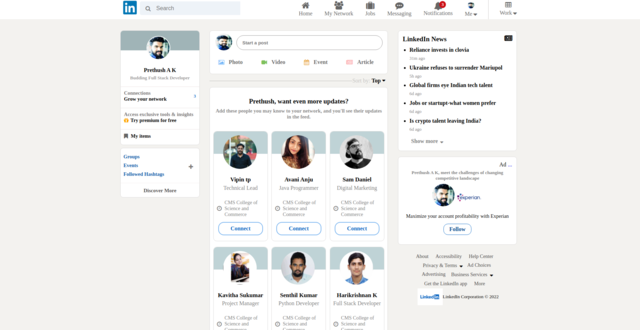 in
Search
Home
My Network
Jobs
Messaging
Notifications
Me
Work
Prethush A K
Building Full Stack Developer
Connections
Grow your network
Access exclusive tools & insights
Try premium for free
My items
Groups
Events
Followed Hashtags
Discover More
Start a post
Photo
Video
Event
Article
Sort by Top
Prethush, want even more updates?
Add these people you may know to your network, and you'll see their updates
in the feed.
Vipin tp
Technical Lead
CMS College of
Science and
Commerce
Connect
Avani Anju
Java Programmer
CMS College of
Science and
Commerce
Connect
Sam Daniel
Digital Marketing
CMS College of
Science and
Commerce
Connect
Kavitha Sukumar
Project Manager
CMS College of
Science and
Senthil Kumar
Python Developer
CMS College of
Science and
Harikrishnan K
Full Stack Developer
CMS College of
Science and
LinkedIn News
Reliance invests in clovia
Ukraine refuses to surrender Mariupol
Global firms eye Indian tech talent
Jobs or startup-what women prefer
Is crypto talent leaving India?
Show more
Ad ...
Prethush A K, meet the challenges of changing
competitive landscape
experian.
Maximize your account profitability with Experian
Follow
About Accessibility Help Center
Privacy & Terms Ad Choices
Advertising Business Services
Get the LinkedIn app More
LinkedIn LinkedIn Corporation © 2022